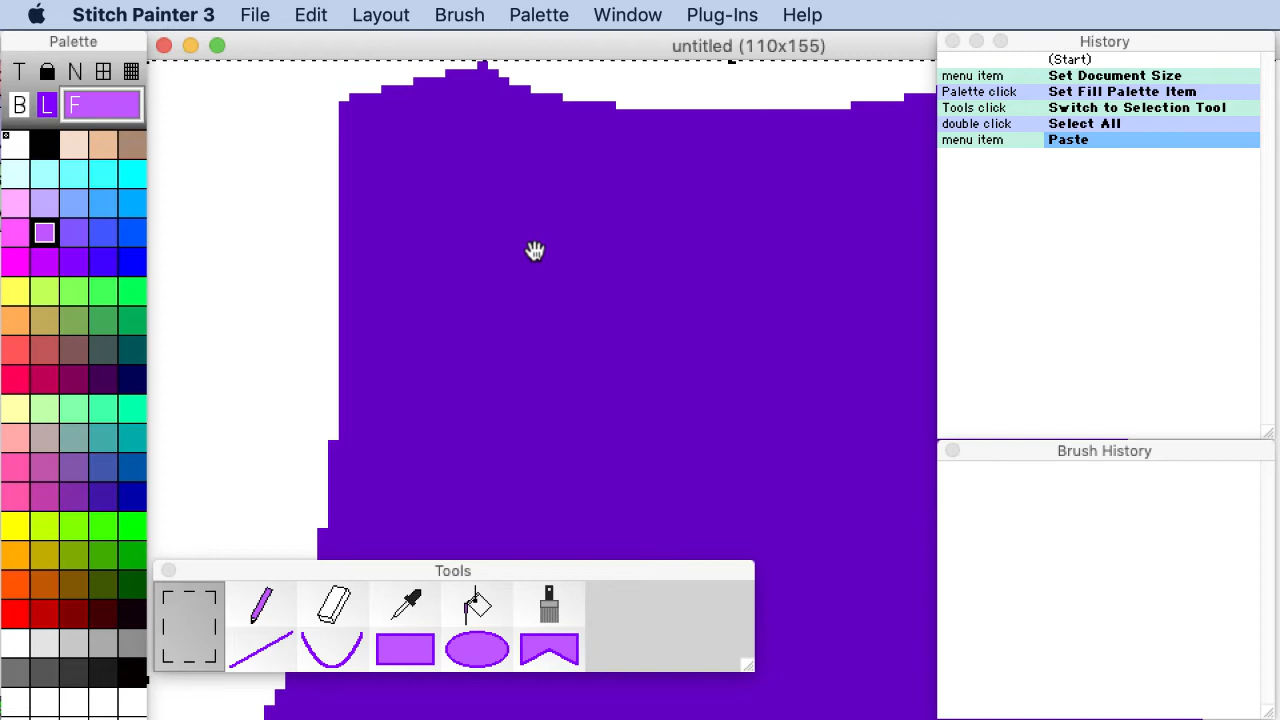 Stitch Painter 3 File Edit Layout Brush Palette Window Plug-Ins Help
Palette
T N
B L F
untitled (110x155)
History
(Start)
menu item Set Document Size
Palette click Set Fill Palette Item
Tools click Switch to Selection Tool
double click Select All
menu item Paste
Brush History
Tools